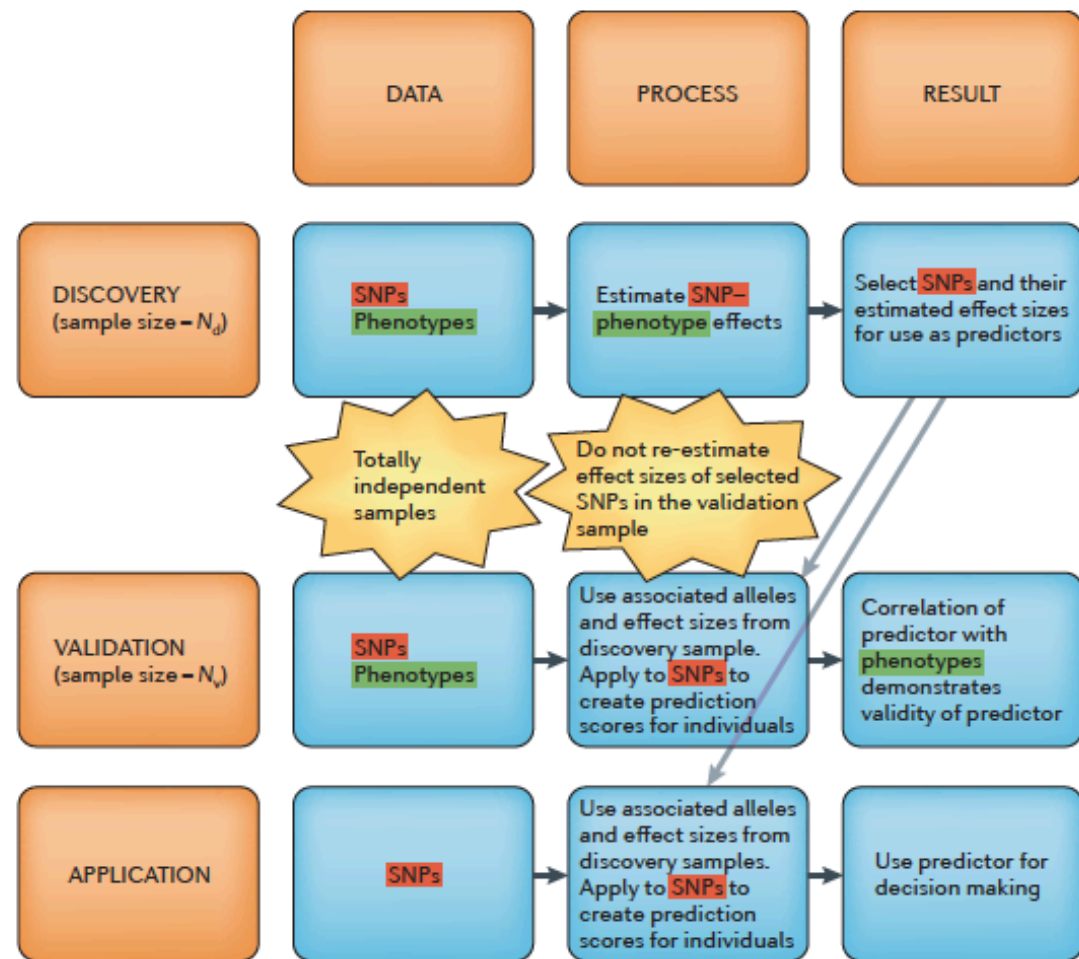 DATA
PROCESS
RESULT
DISCOVERY
(sample size – N_d)
SNPs
Phenotypes
Estimate SNP–
phenotype effects
Select SNPs and their
estimated effect sizes
for use as predictors
Totally
independent
samples
Do not re-estimate
effect sizes of selected
SNPs in the validation
sample
VALIDATION
(sample size – N_v)
SNPs
Phenotypes
Use associated alleles
and effect sizes from
discovery sample.
Apply to SNPs to
create prediction
scores for individuals
Correlation of
predictor with
phenotypes
demonstrates
validity of predictor
APPLICATION
SNPs
Use associated alleles
and effect sizes from
discovery samples.
Apply to SNPs to
create prediction
scores for individuals
Use predictor for
decision making